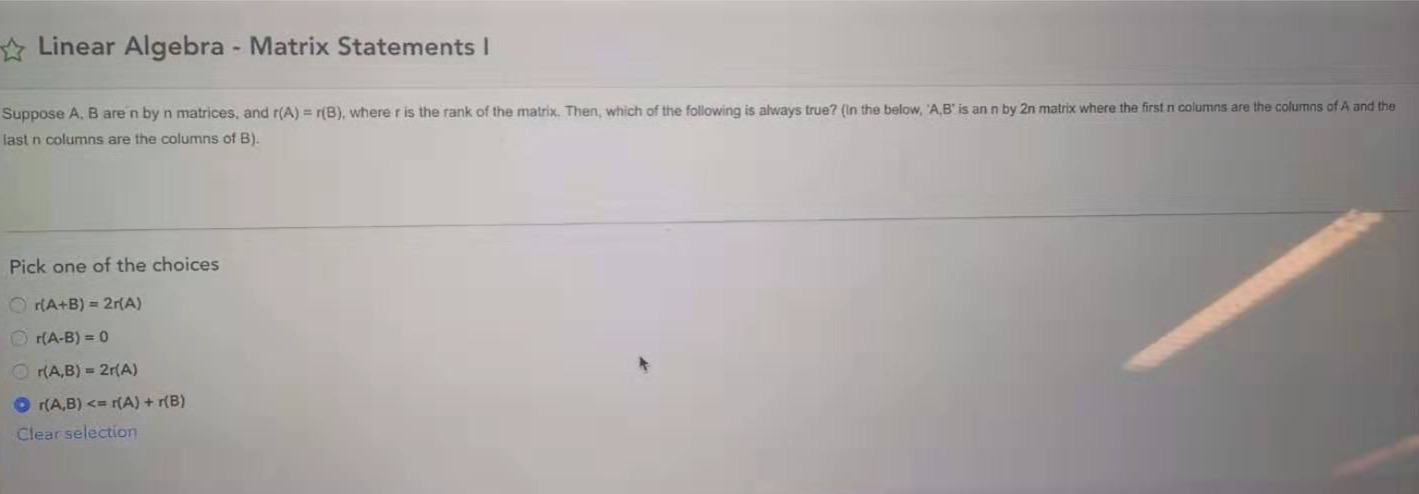 Linear Algebra - Matrix Statements I
Suppose A, B are n by n matrices, and r(A) = r(B), where r is the rank of the matrix. Then, which of the following is always true? (In the below, 'A,B' is an n by 2n matrix where the first n columns are the columns of A and the
last n columns are the columns of B).
Pick one of the choices
r(A+B) = 2r(A)
r(A-B) = 0
r(A,B) = 2r(A)
r(A,B) <= r(A) + r(B)
Clear selection